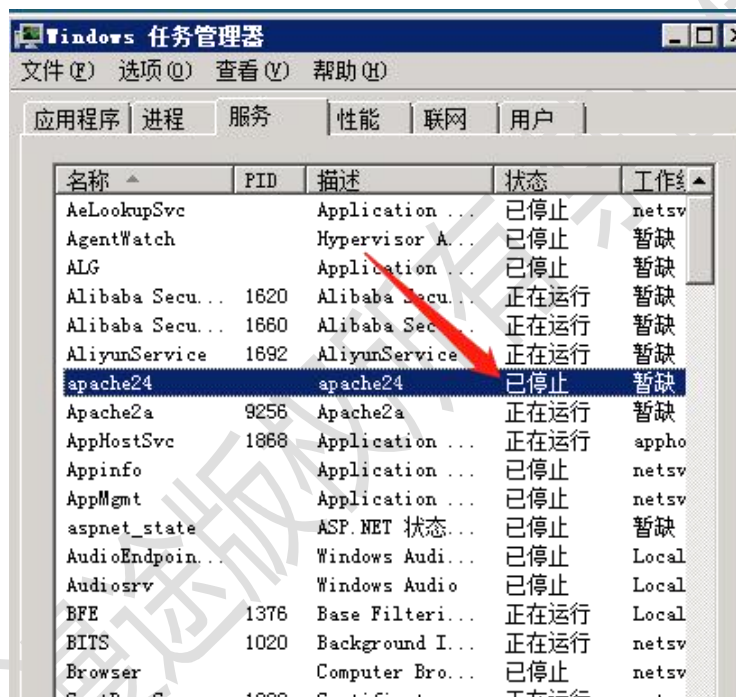 Windows 任务管理器
文件(F) 选项(O) 查看(V) 帮助(H)
应用程序 进程 服务 性能 联网 用户
名称 PID 描述 状态
AeLookupSvc Application ... 已停止 netsv
AgentWatch Hypervisor A... 已停止 暂缺
ALG Application ... 已停止 暂缺
Alibaba Secu... 1620 Alibaba Secu... 正在运行 暂缺
Alibaba Secu... 1660 Alibaba Sec... 正在运行 暂缺
AliyunService 1692 AliyunService 正在运行 暂缺
apache24 apache24 已停止 暂缺
Apache2a 9256 Apache2a 正在运行 暂缺
AppHostSvc 1868 Application ... 正在运行 appho
Appinfo Application ... 已停止 netsv
AppMgmt Application ... 已停止 netsv
aspnet_state ASP.NET 状态... 已停止 暂缺
AudioEndpoin... Windows Audi... 已停止 Local
Audiosrv Windows Audio 已停止 Local
BFE 1376 Base Filteri... 正在运行 Local
BITS 1020 Background I... 正在运行 netsv
Browser Computer Bro... 已停止 netsv